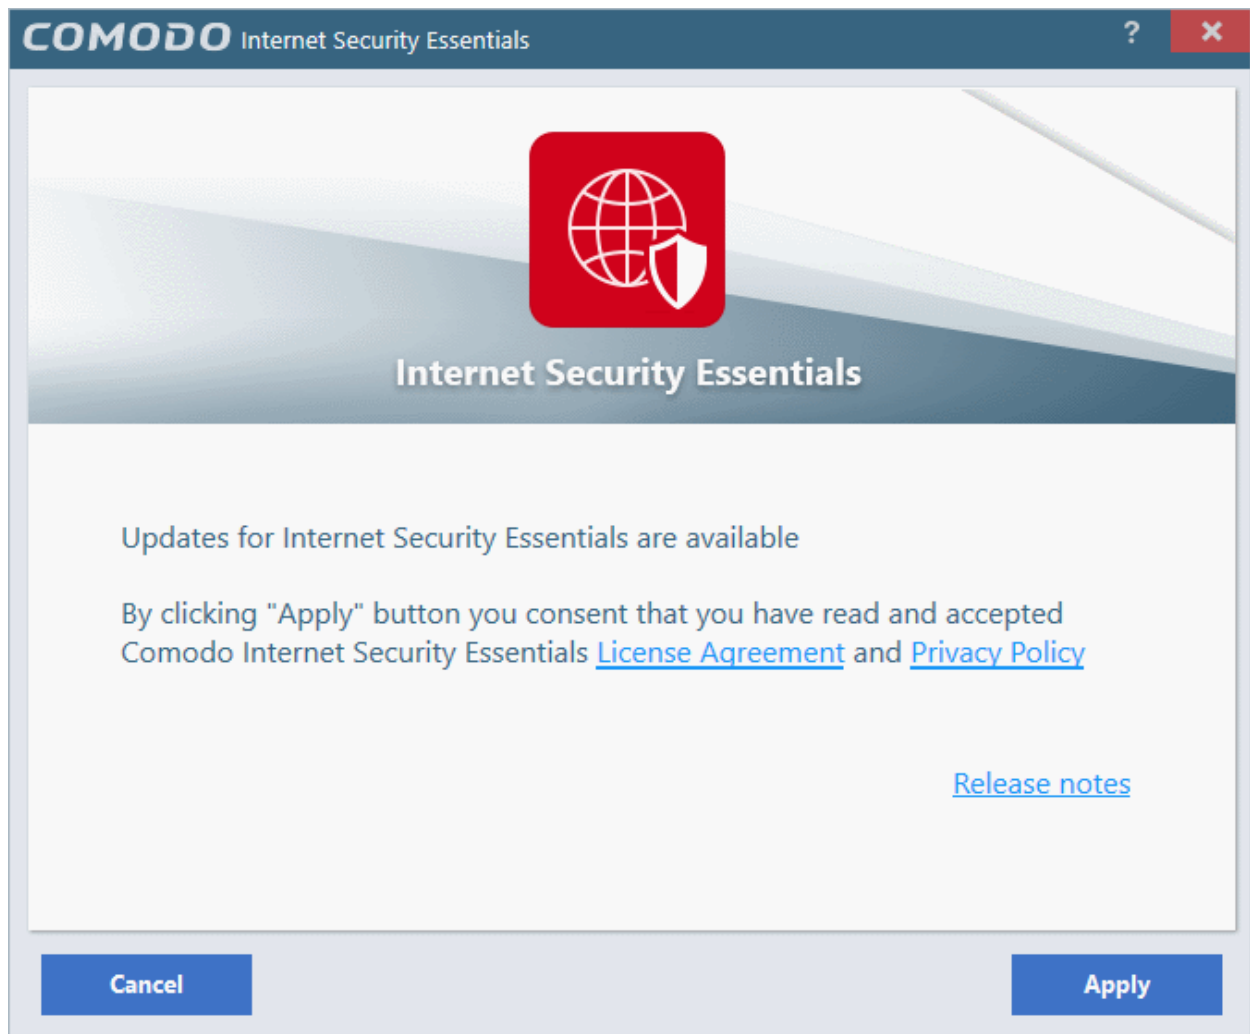 COMODO Internet Security Essentials ? ×
Internet Security Essentials
Updates for Internet Security Essentials are available
By clicking "Apply" button you consent that you have read and accepted
Comodo Internet Security Essentials License Agreement and Privacy Policy
Release notes
Cancel Apply